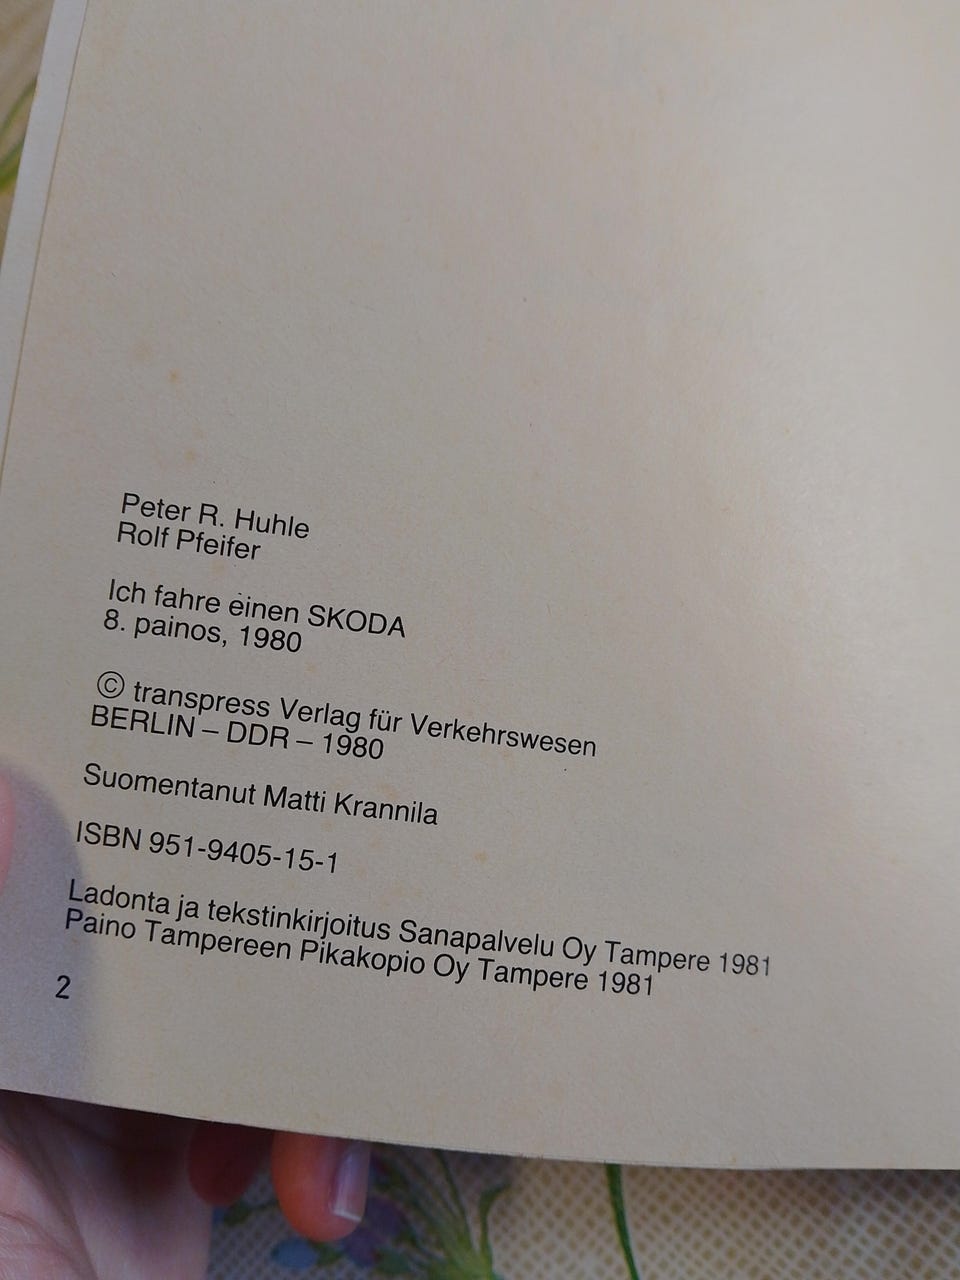 Peter R. Huhle
Rolf Pfeifer
Ich fahre einen SKODA
8. painos, 1980
© transpress Verlag für Verkehrswesen
BERLIN – DDR – 1980
Suomentanut Matti Krannila
ISBN 951-9405-15-1
Ladonta ja tekstinkirjoitus Sanapalvelu Oy Tampere 1981
Paino Tampereen Pikakopio Oy Tampere 1981
2